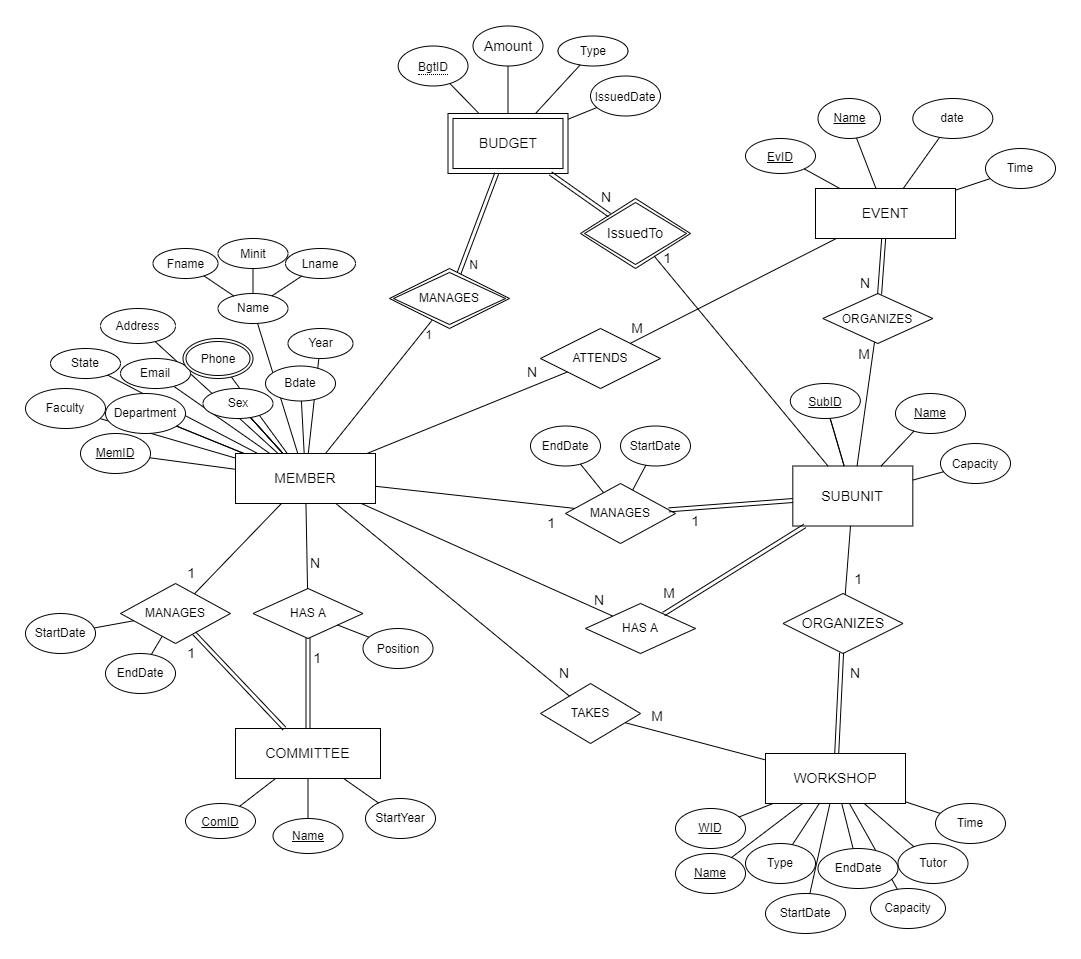 Amount
Type
BgtID
IssuedDate
Name
date
BUDGET
EvID
Time
N
EVENT
IssuedTo
Minit
Fname
Lname
1
N
N
MANAGES
Name
ORGANIZES
Address
M
1
Year
M
Phone
ATTENDS
State
Email
N
Bdate
SubID
Sex
Faculty
Department
Name
EndDate
StartDate
MemID
Capacity
MEMBER
SUBUNIT
MANAGES
1
1
N
1
1
M
N
MANAGES
HAS A
ORGANIZES
HAS A
StartDate
Position
1
1
EndDate
N
N
TAKES
M
COMMITTEE
WORKSHOP
StartYear
ComID
Time
WID
Name
Type
EndDate
Tutor
Name
Capacity
StartDate